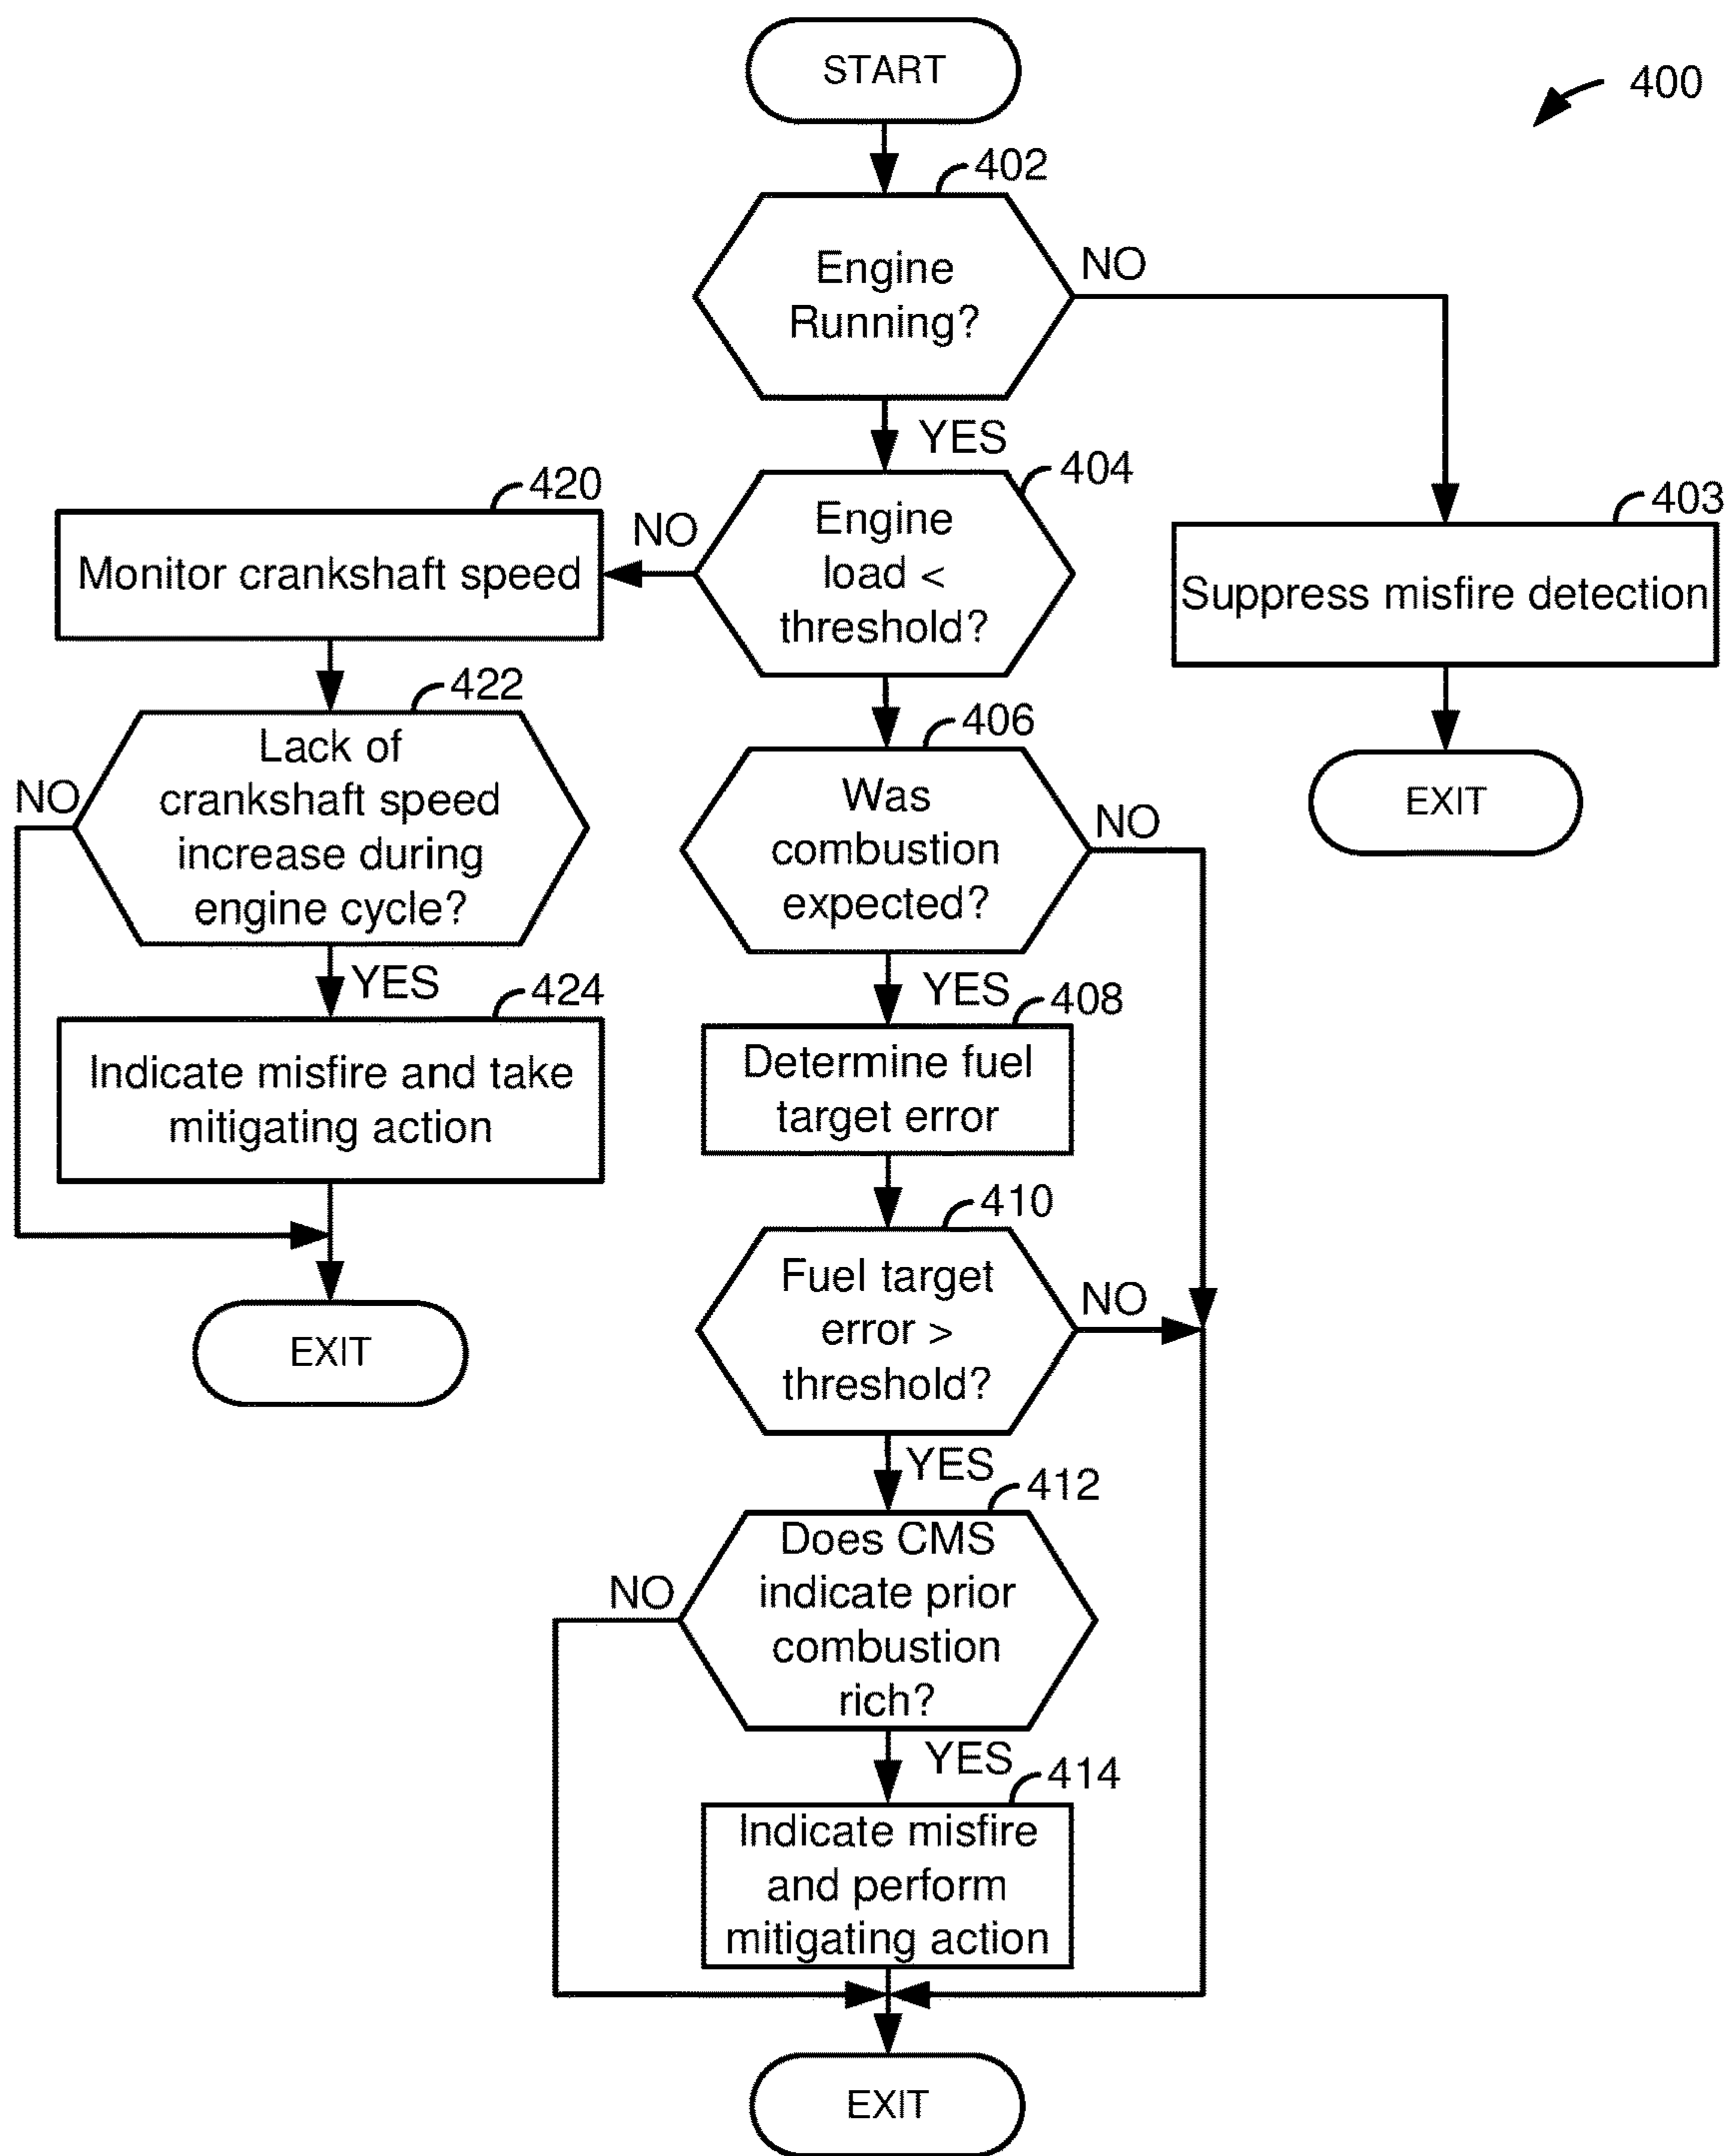 START
400
402
Engine
Running?
NO
YES
404
Engine
load <
threshold?
NO
420
Monitor crankshaft speed
403
Suppress misfire detection
EXIT
422
Lack of
crankshaft speed
increase during
engine cycle?
NO
YES
424
Indicate misfire and take
mitigating action
EXIT
406
Was
combustion
expected?
NO
YES
408
Determine fuel
target error
410
Fuel target
error >
threshold?
NO
YES
412
Does CMS
indicate prior
combustion
rich?
NO
YES
414
Indicate misfire
and perform
mitigating action
EXIT